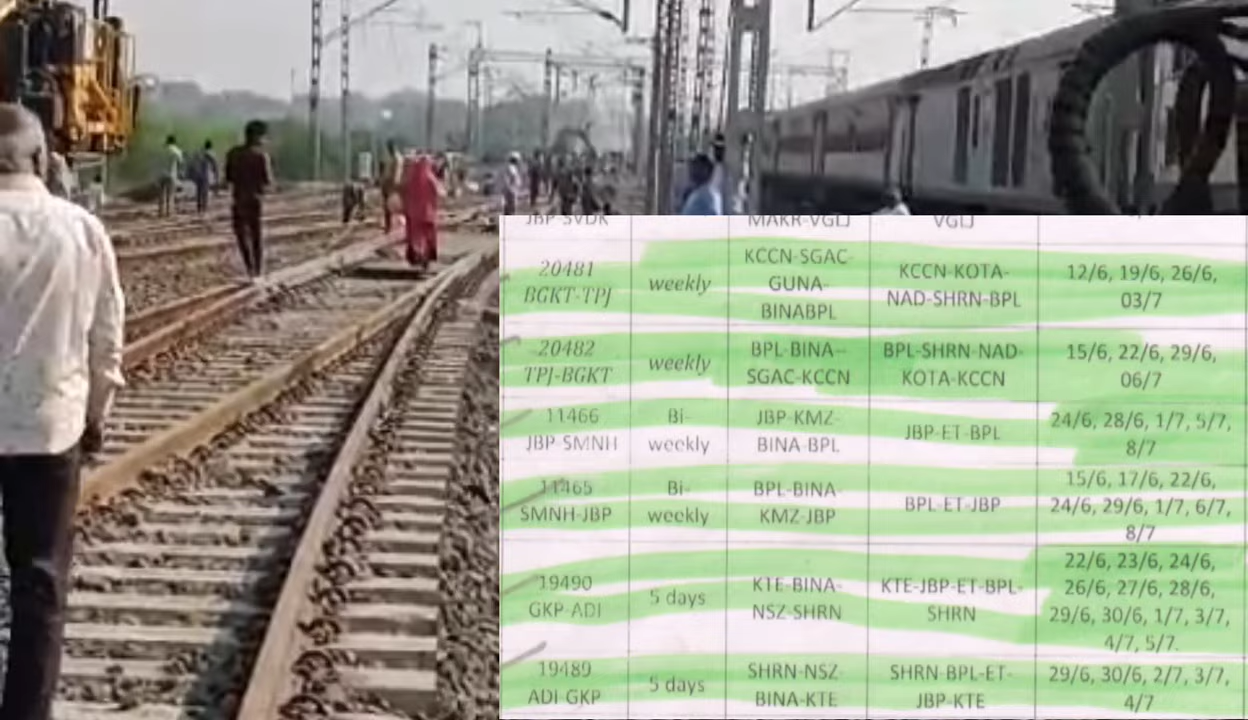 JBP-SVDK MAKR-VGLJ VGLJ
20481 BGKT-TPJ
weekly
KCCN-SGAC-
GUNA-
BINABPL
KCCN-KOTA-
NAD-SHRN-BPL
12/6, 19/6, 26/6,
03/7
20482
TPJ-BGKT
weekly
BPL-BINA–
SGAC-KCCN
BPL-SHRN-NAD-
KOTA-KCCN
15/6, 22/6, 29/6,
06/7
11466
JBP-SMNH
Bi-
weekly
JBP-KMZ-
BINA-BPL
JBP-ET-BPL
24/6, 28/6, 1/7, 5/7,
8/7
11465
SMNH-JBP
Bi-
weekly
BPL-BINA-
KMZ-JBP
BPL-ET-JBP
15/6, 17/6, 22/6,
24/6, 29/6, 1/7, 6/7,
8/7
19490
GKP-ADI
5 days
KTE-BINA-
NSZ-SHRN
KTE-JBP-ET-BPL-
SHRN
22/6, 23/6, 24/6,
26/6, 27/6, 28/6,
29/6, 30/6, 1/7, 3/7,
4/7, 5/7.
19489
ADI GKP
5 days
SHRN-NSZ-
BINA-KTE
SHRN-BPL-ET-
JBP-KTE
29/6, 30/6, 2/7, 3/7,
4/7